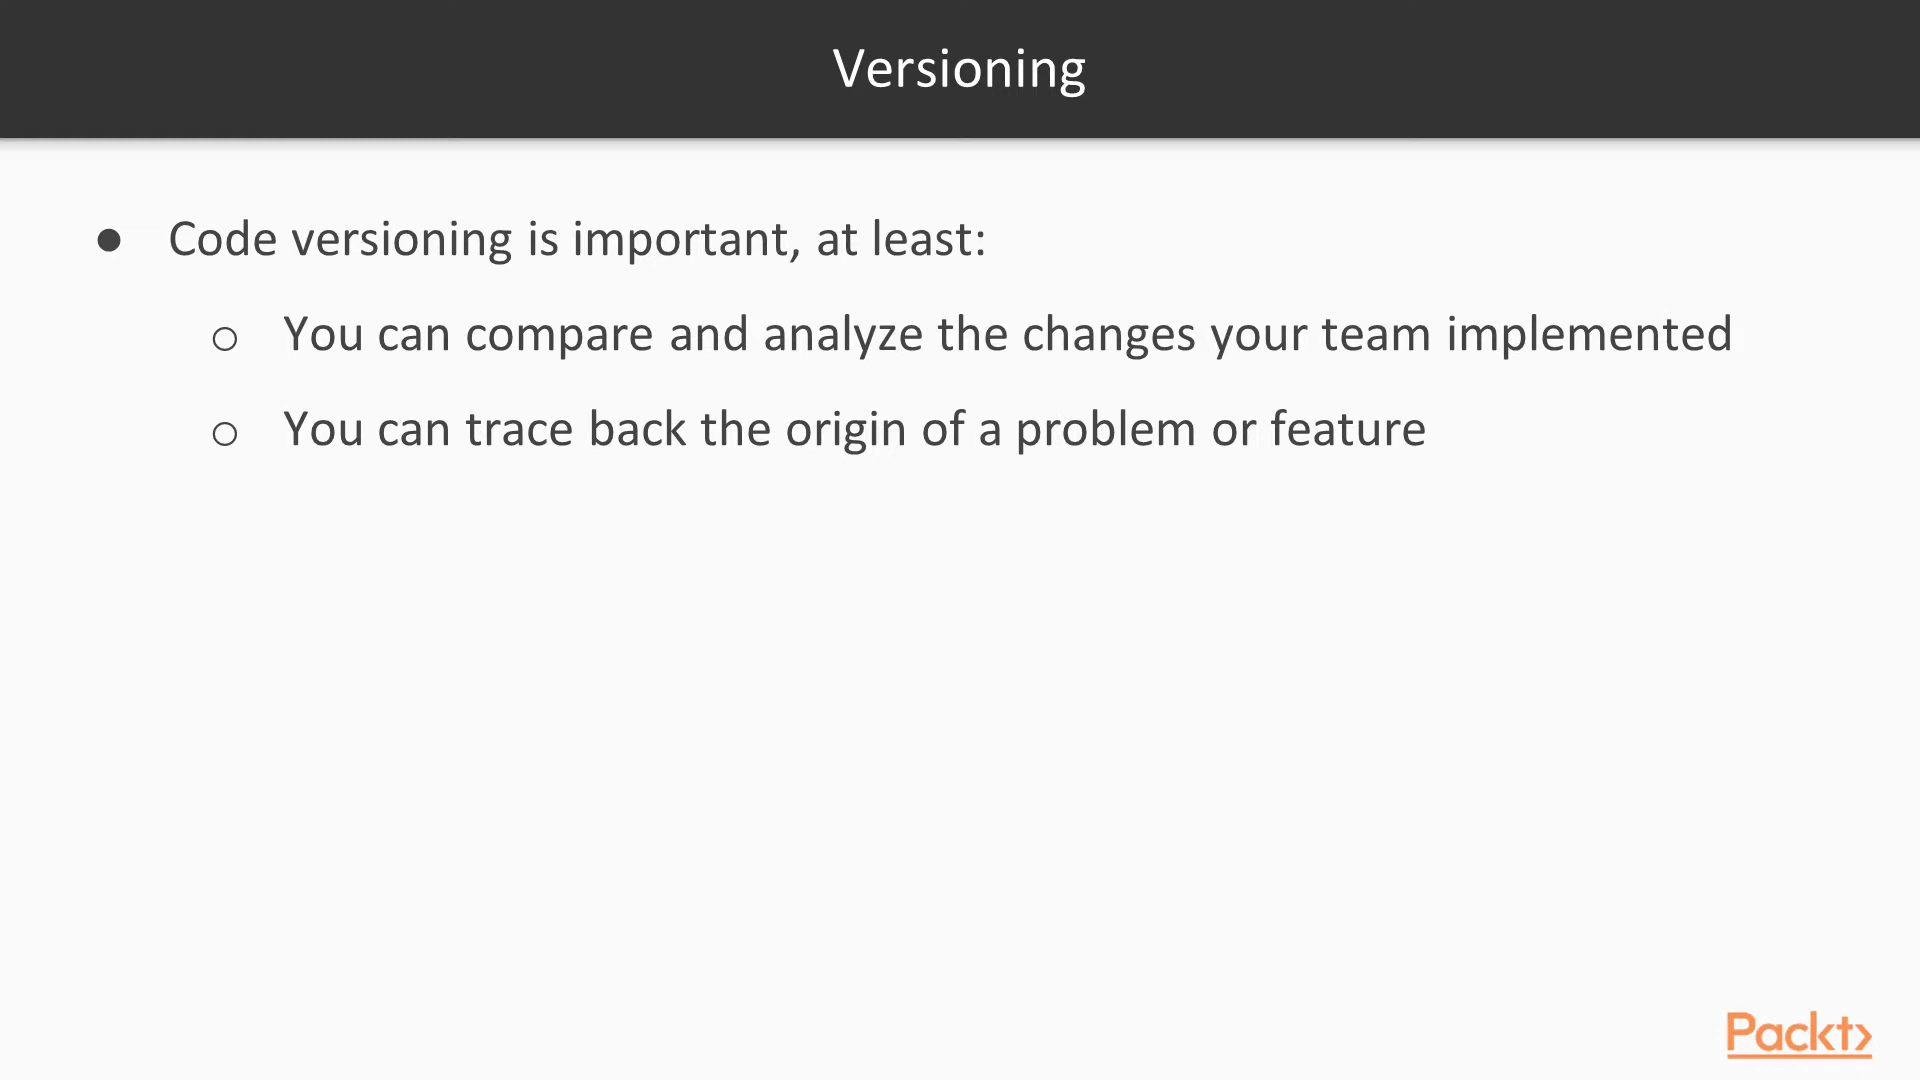 Versioning
● Code versioning is important, at least:
○ You can compare and analyze the changes your team implemented
○ You can trace back the origin of a problem or feature
Packt>